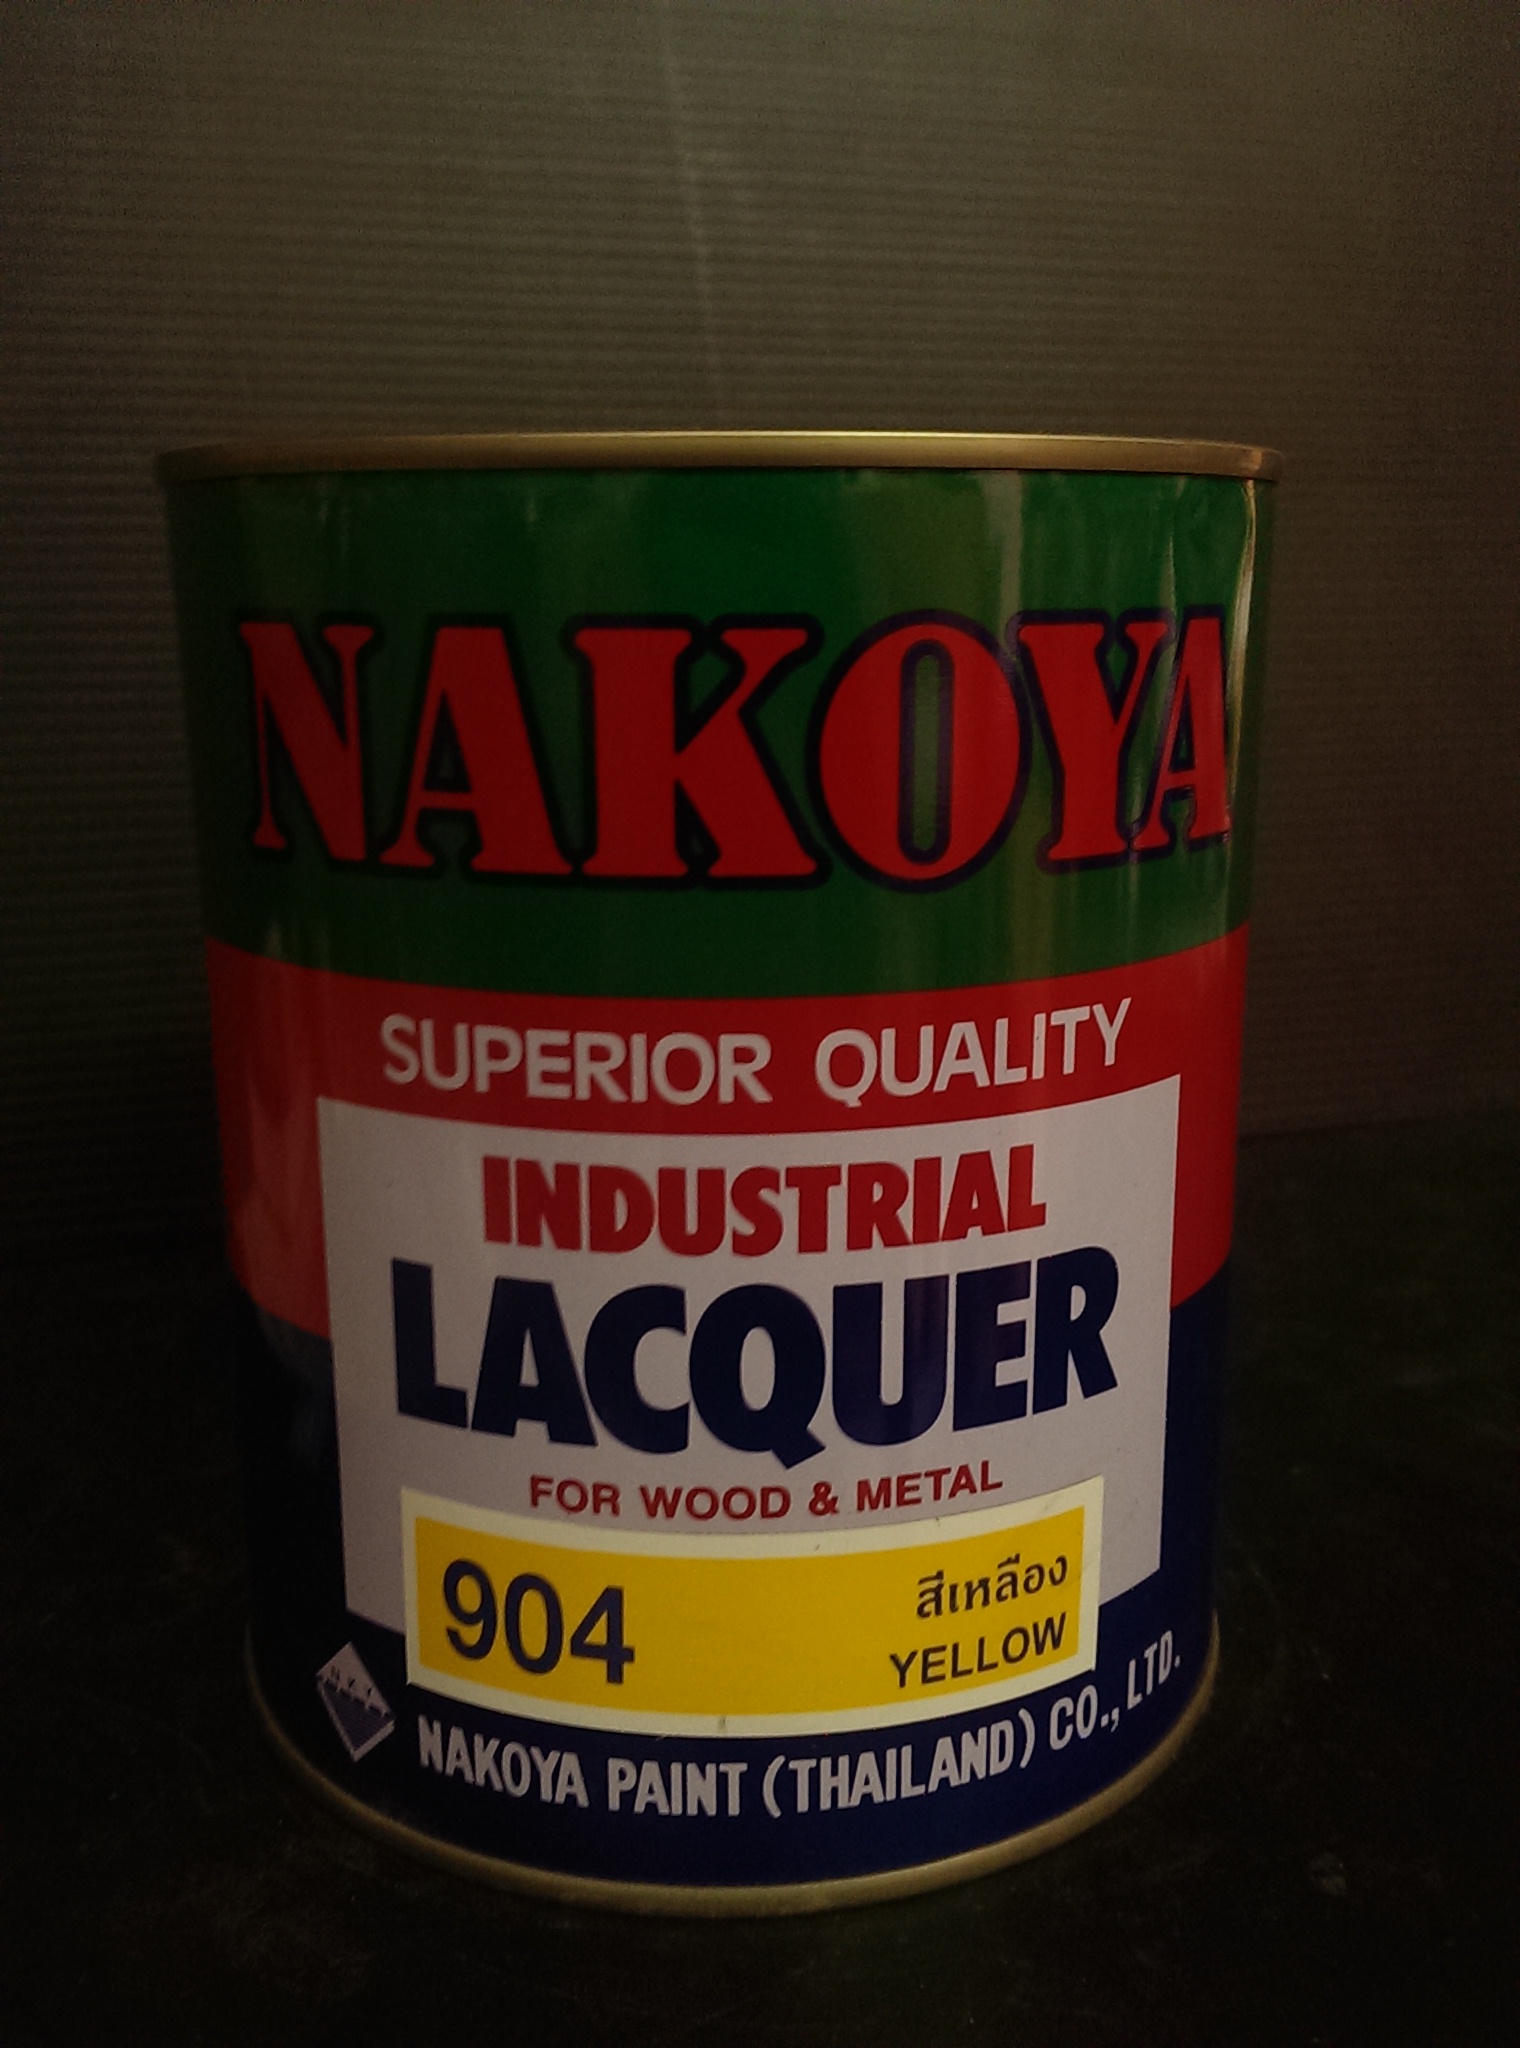 NAKOYA
SUPERIOR QUALITY
INDUSTRIAL
LACQUER
FOR WOOD & METAL
904
สีเหลือง
YELLOW
NAKOYA PAINT (THAILAND) CO., LTD.